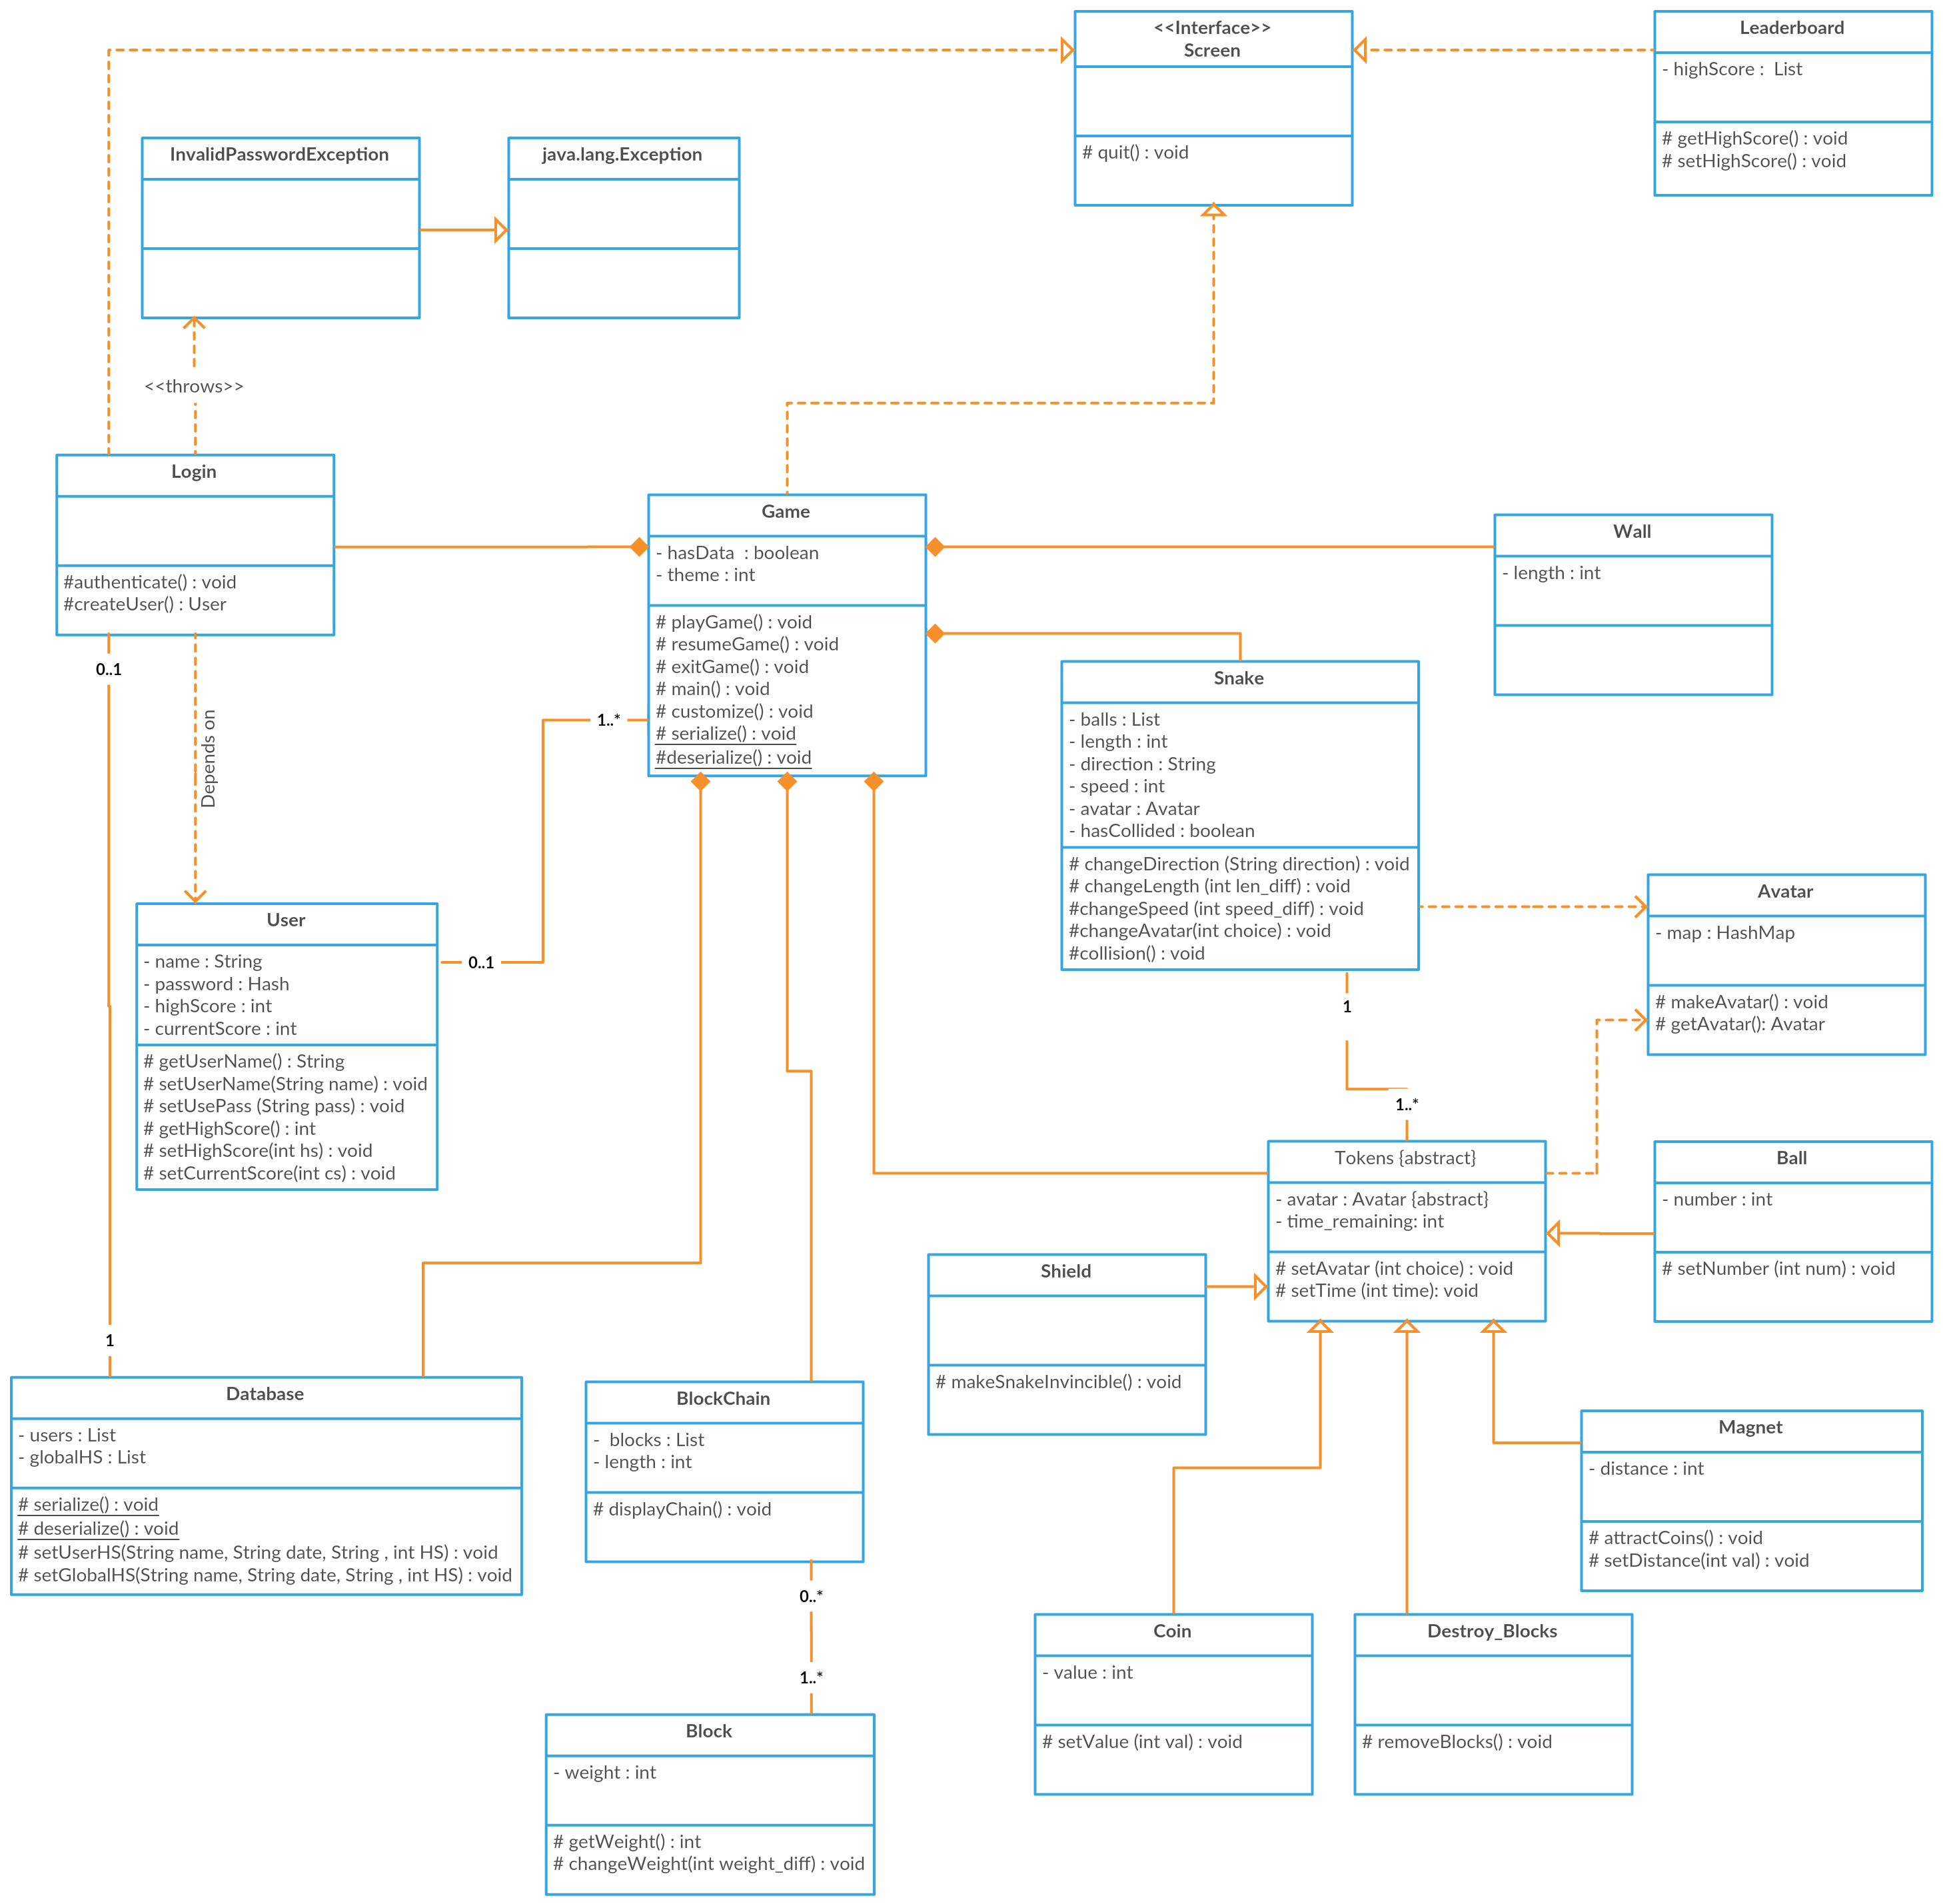 <<Interface>>
Screen
# quit() : void
Leaderboard
- highScore :  List
# getHighScore() : void
# setHighScore() : void
InvalidPasswordException
java.lang.Exception
<<throws>>
Login
#authenticate() : void
#createUser() : User
Game
- hasData  : boolean
- theme : int
# playGame() : void
# resumeGame() : void
# exitGame() : void
# main() : void
# customize() : void
# serialize() : void
#deserialize() : void
Wall
- length : int
0..1
Depends on
1..*
Snake
- balls : List
- length : int
- direction : String
- speed : int
- avatar : Avatar
- hasCollided : boolean
# changeDirection (String direction) : void
# changeLength (int len_diff) : void
#changeSpeed (int speed_diff) : void
#changeAvatar(int choice) : void
#collision() : void
Avatar
- map : HashMap
# makeAvatar() : void
# getAvatar(): Avatar
User
- name : String
- password : Hash
- highScore : int
- currentScore : int
# getUserName() : String
# setUserName(String name) : void
# setUsePass (String pass) : void
# getHighScore() : int
# setHighScore(int hs) : void
# setCurrentScore(int cs) : void
0..1
1
1..*
Tokens {abstract}
- avatar : Avatar {abstract}
- time_remaining: int
# setAvatar (int choice) : void
# setTime (int time): void
Ball
- number : int
# setNumber (int num) : void
Shield
# makeSnakeInvincible() : void
1
Database
- users : List
- globalHS : List
# serialize() : void
# deserialize() : void
# setUserHS(String name, String date, String , int HS) : void
# setGlobalHS(String name, String date, String , int HS) : void
BlockChain
-  blocks : List
- length : int
# displayChain() : void
Magnet
- distance : int
# attractCoins() : void
# setDistance(int val) : void
0..*
1..*
Coin
- value : int
# setValue (int val) : void
Destroy_Blocks
# removeBlocks() : void
Block
- weight : int
# getWeight() : int
# changeWeight(int weight_diff) : void